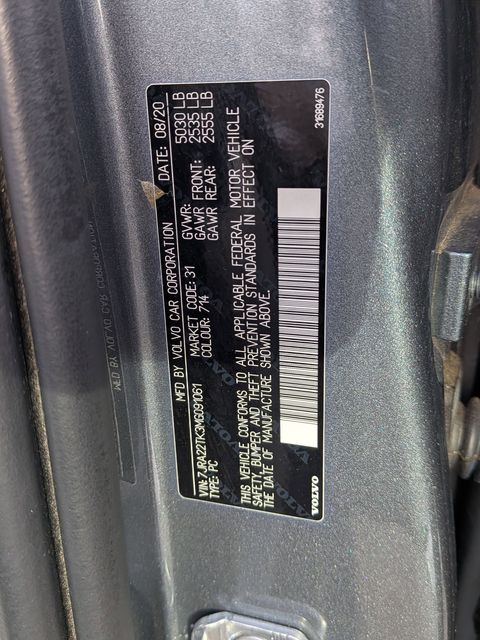 MFD BY VOLVO CAR CORPORATION DATE: 08/20
VIN: 7JRA22TK3MG091061 GVWR: 5030 LB
TYPE: PC MARKET CODE: 31 GAWR FRONT: 2535 LB
COLOUR: 714 GAWR REAR: 2555 LB
THIS VEHICLE CONFORMS TO ALL APPLICABLE FEDERAL MOTOR VEHICLE
SAFETY, BUMPER AND THEFT PREVENTION STANDARDS IN EFFECT ON
THE DATE OF MANUFACTURE SHOWN ABOVE.
VOLVO 31689476